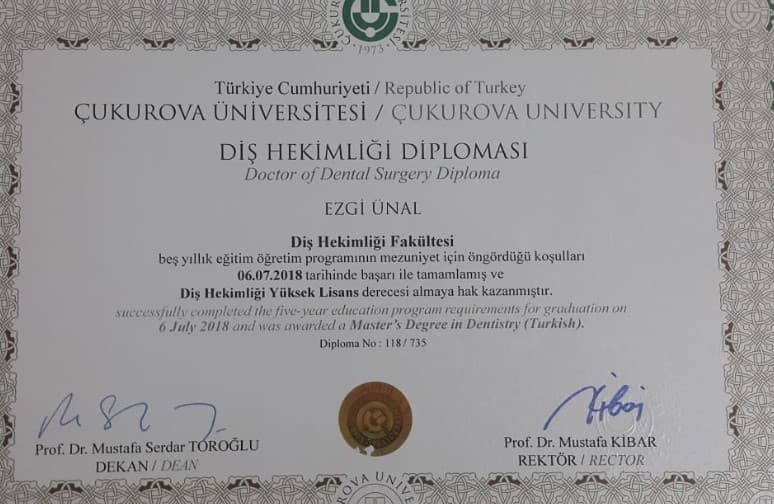 1973
Türkiye Cumhuriyeti / Republic of Turkey
ÇUKUROVA ÜNİVERSİTESİ / ÇUKUROVA UNIVERSITY
DİŞ HEKİMLİĞİ DİPLOMASI
Doctor of Dental Surgery Diploma
EZGİ ÜNAL
Diş Hekimliği Fakültesi
beş yıllık eğitim öğretim programının mezuniyet için öngördüğü koşulları
06.07.2018 tarihinde başarı ile tamamlamış ve
Diş Hekimliği Yüksek Lisans derecesi almaya hak kazanmıştır.
successfully completed the five-year education program requirements for graduation on
6 July 2018 and was awarded a Master's Degree in Dentistry (Turkish).
Diploma No : 118 / 735
Prof. Dr. Mustafa Serdar TOROĞLU
DEKAN / DEAN
Prof. Dr. Mustafa KİBAR
REKTÖR / RECTOR